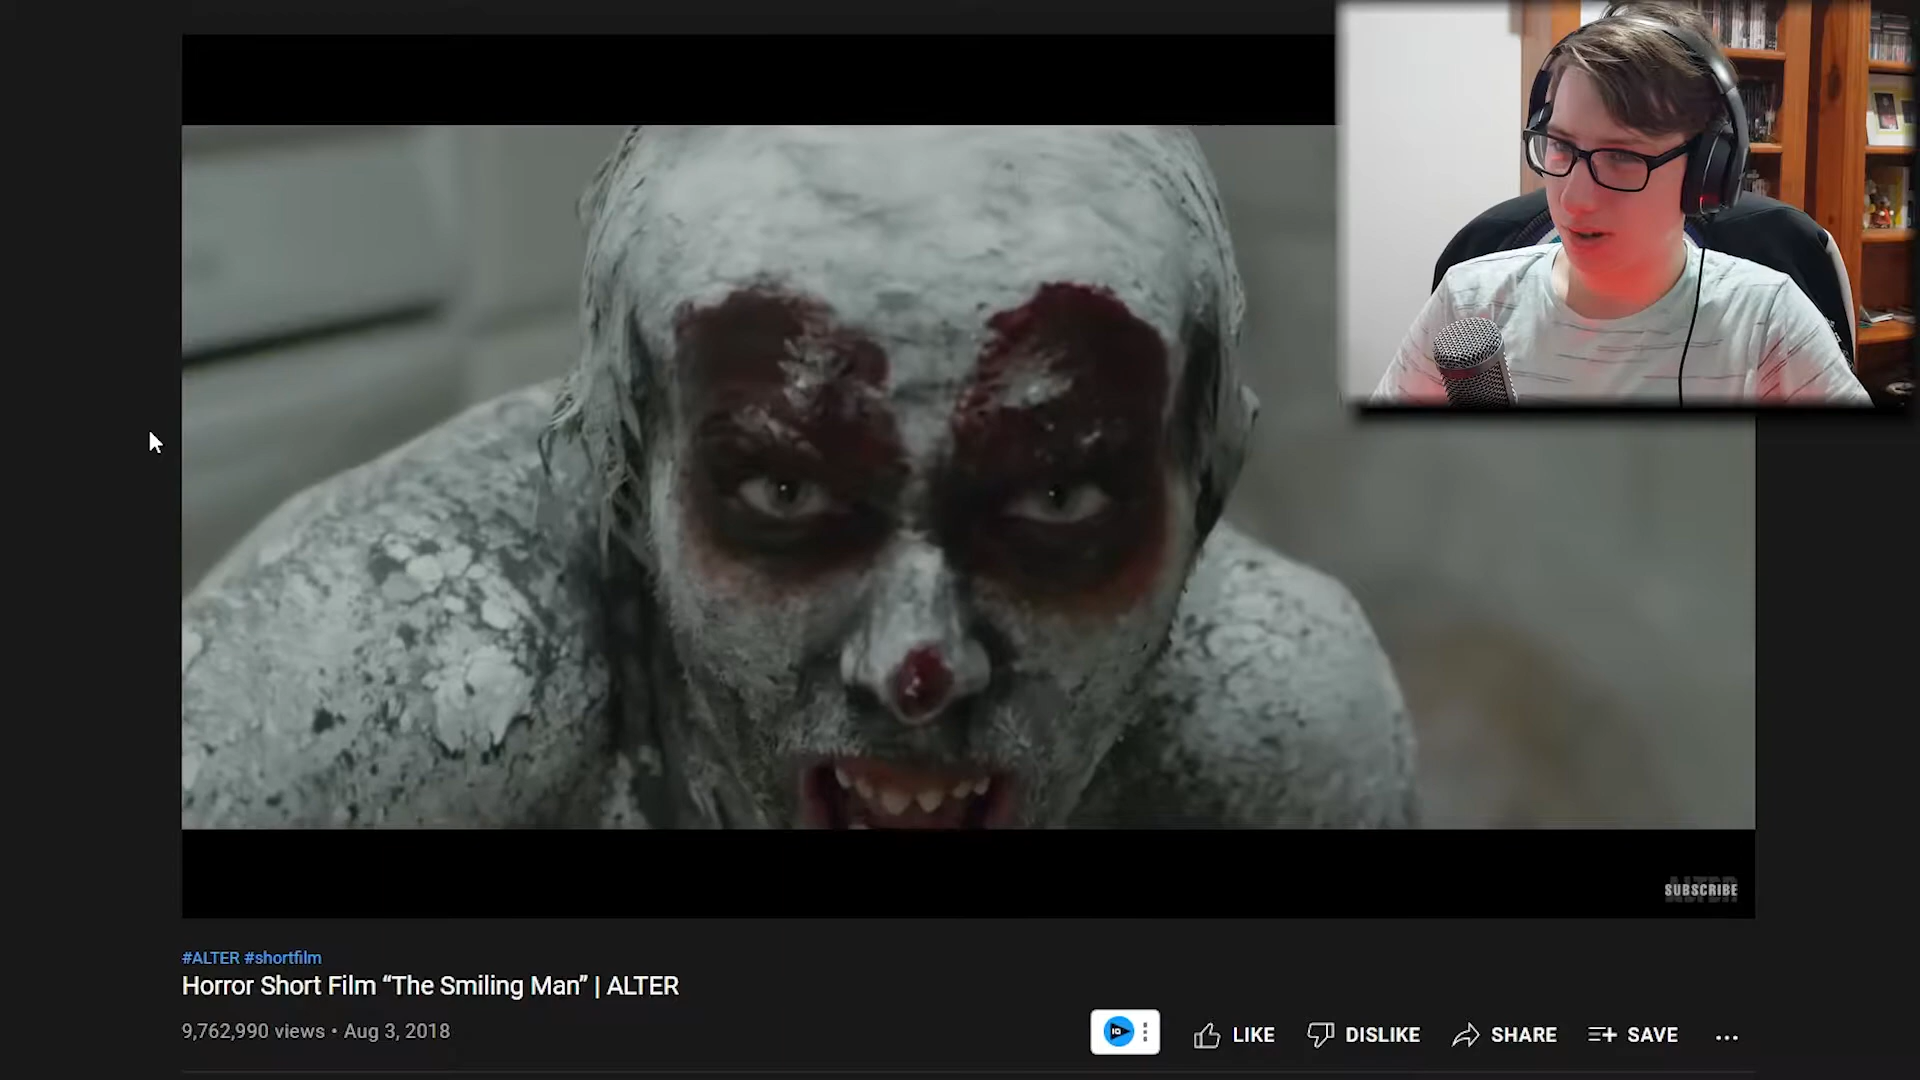 SUBSCRIBE
#ALTER #shortfilm
Horror Short Film “The Smiling Man” | ALTER
9,762,990 views • Aug 3, 2018
LIKE DISLIKE SHARE SAVE